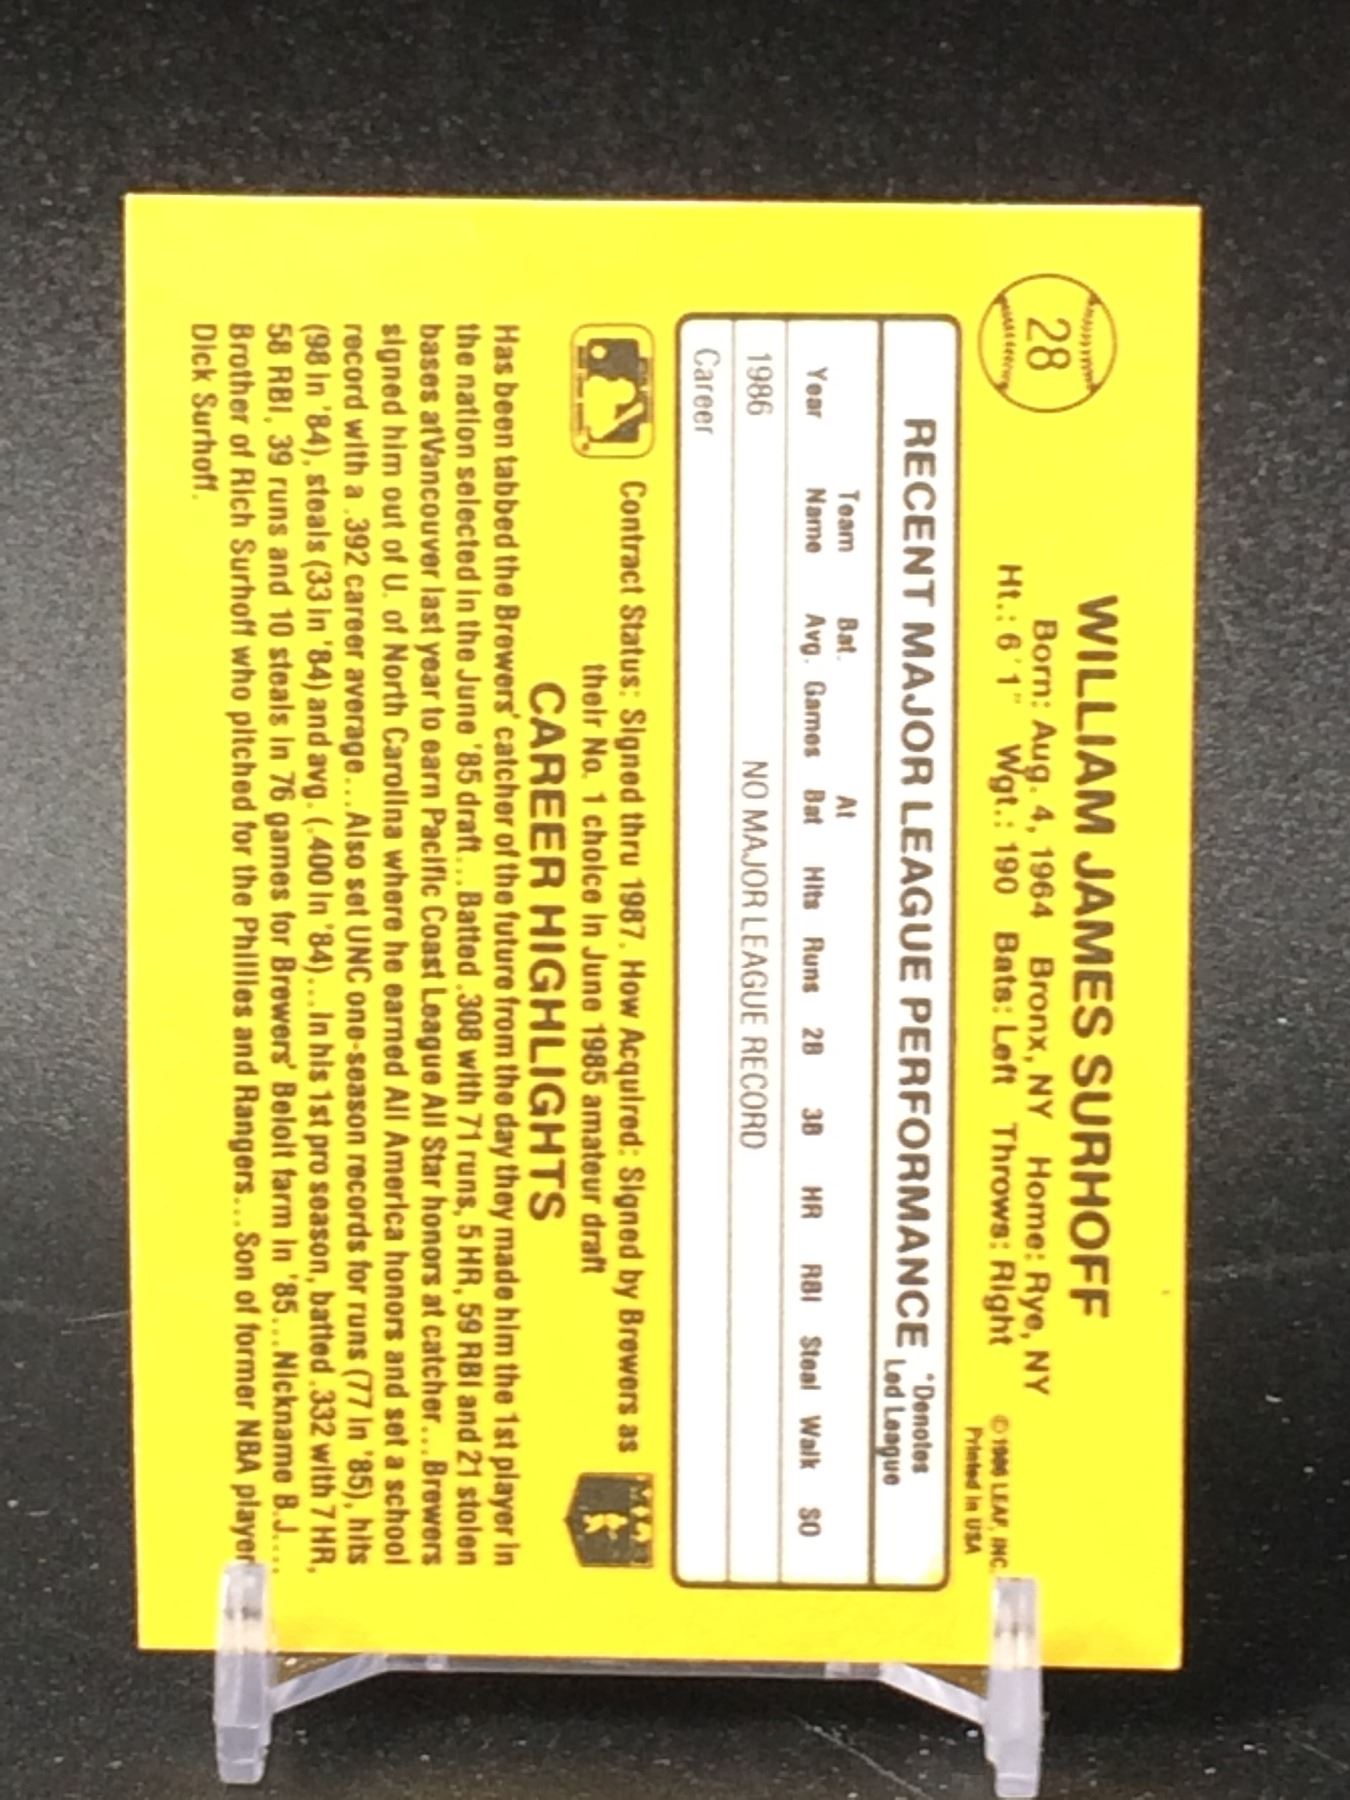 28
WILLIAM JAMES SURHOFF
Born: Aug. 4, 1964 Bronx, NY Home: Rye, NY
Ht.: 6'1" Wgt.: 190 Bats: Left Throws: Right
© 1986 LEAF, INC.
Printed in USA
RECENT MAJOR LEAGUE PERFORMANCE
*Denotes
Led League
Team Bat. At
Year Name Avg. Games Bat Hits Runs 2B 3B HR RBI Steal Walk SO
1986 NO MAJOR LEAGUE RECORD
Career
Contract Status: Signed thru 1987. How Acquired: Signed by Brewers as
their No. 1 choice in June 1985 amateur draft
CAREER HIGHLIGHTS
Has been tabbed the Brewers' catcher of the future from the day they made him the 1st player in
the nation selected in the June '85 draft...Batted .308 with 71 runs, 5 HR, 59 RBI and 21 stolen
bases at Vancouver last year to earn Pacific Coast League All Star honors at catcher...Brewers
signed him out of U. of North Carolina where he earned All America honors and set a school
record with a .392 career average...Also set UNC one-season records for runs (77 in '85), hits
(98 in '84), steals (33 in '84) and avg. (.400 in '84)...In his 1st pro season, batted .332 with 7 HR,
58 RBI, 39 runs and 10 steals in 76 games for Brewers' Beloit farm in '85...Nickname B.J....
Brother of Rich Surhoff who pitched for the Phillies and Rangers...Son of former NBA player
Dick Surhoff.